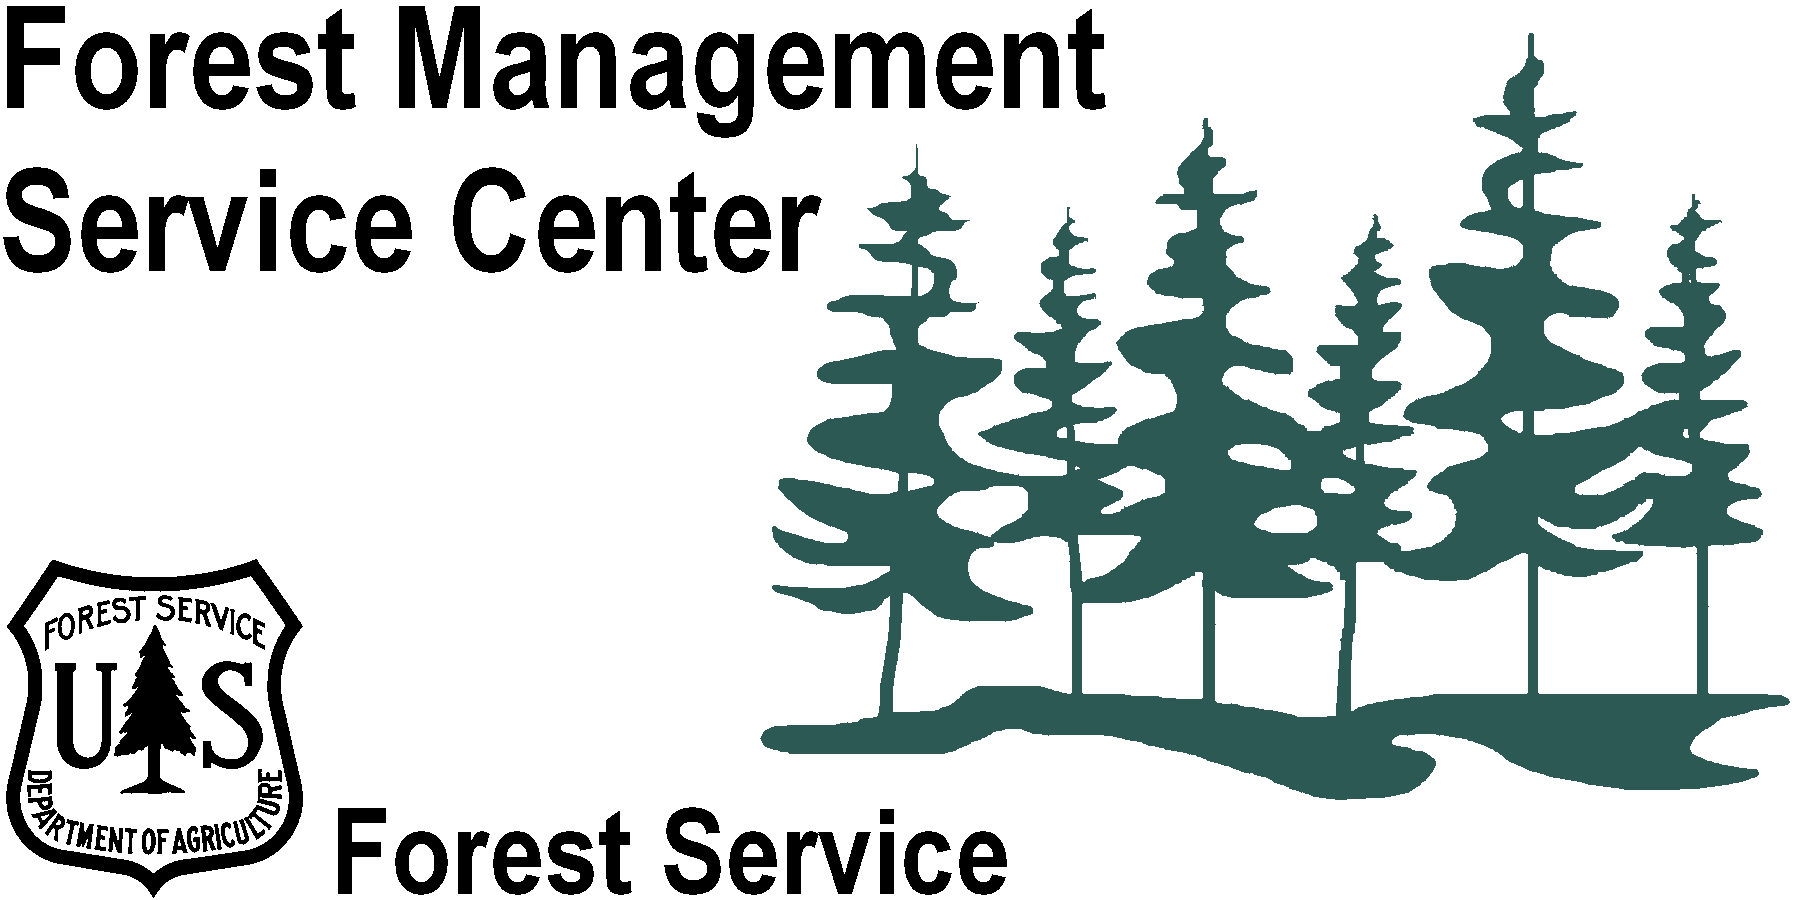 Forest Management
Service Center
FOREST SERVICE
U S
DEPARTMENT OF AGRICULTURE
Forest Service